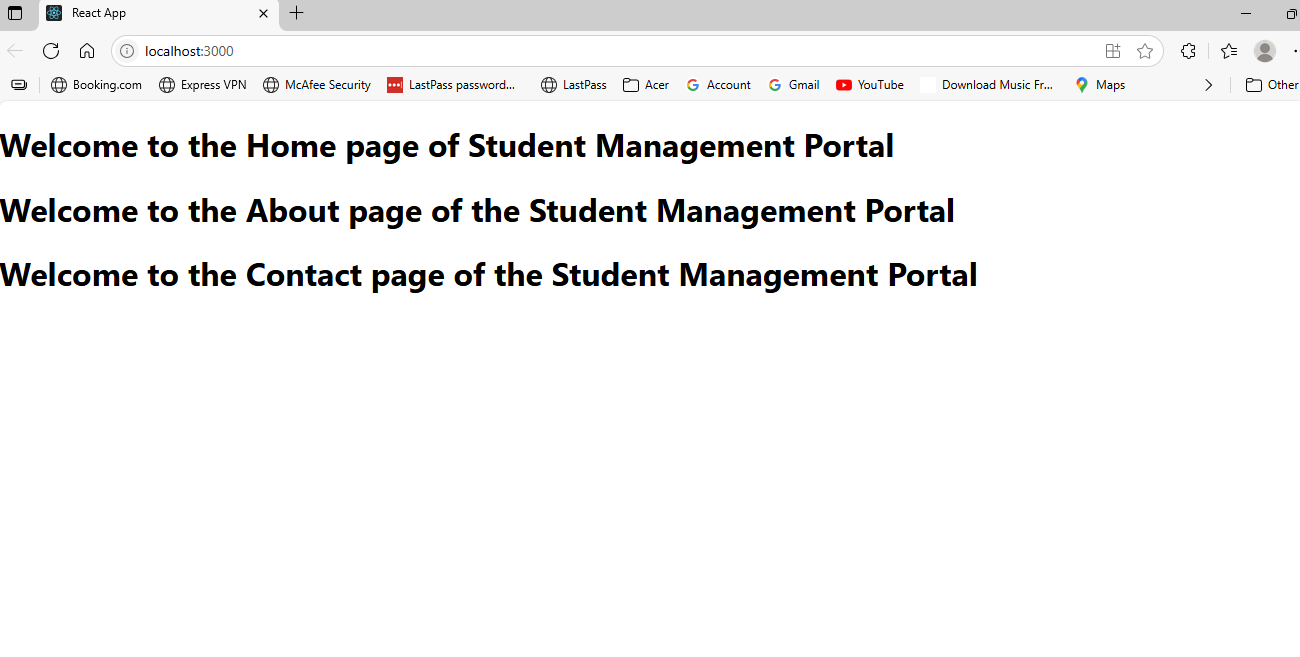 React App
localhost:3000
Booking.com Express VPN McAfee Security LastPass password... LastPass Acer Account Gmail YouTube Download Music Fr... Maps Other
Welcome to the Home page of Student Management Portal
Welcome to the About page of the Student Management Portal
Welcome to the Contact page of the Student Management Portal